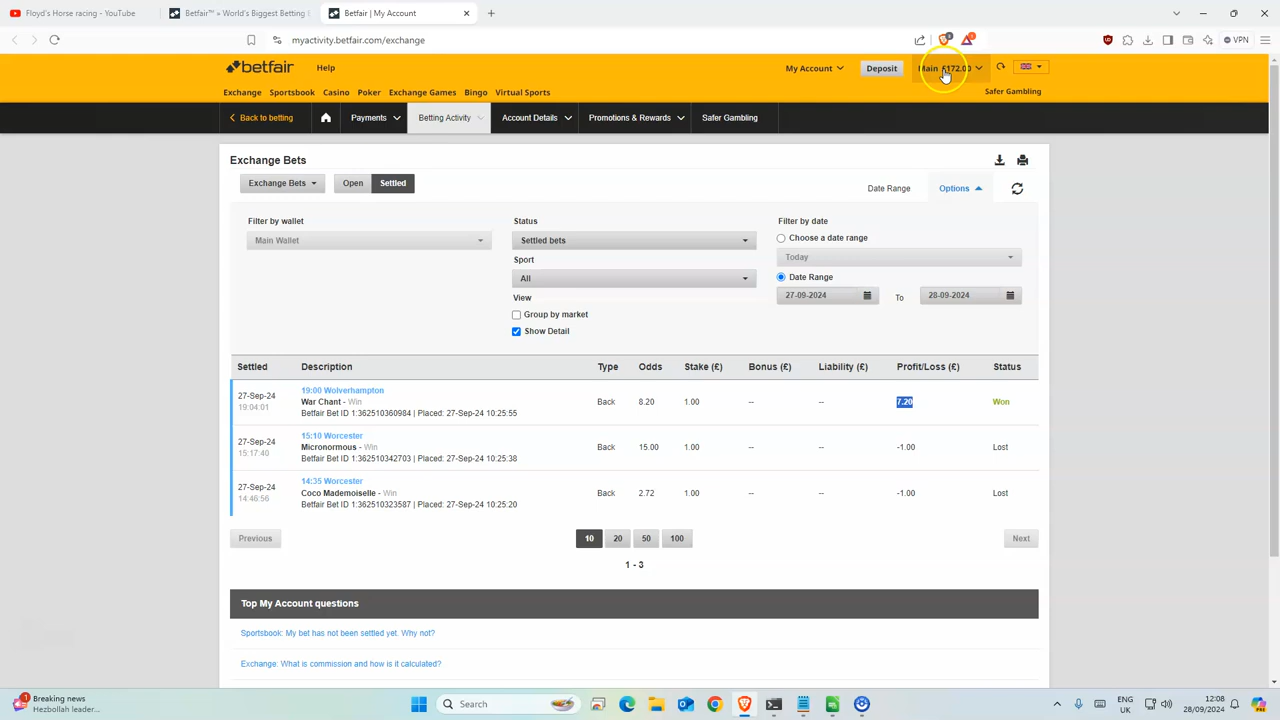 Floyd's Horse racing - YouTube
Betfair™ » World's Biggest Betting
Betfair | My Account
myactivity.betfair.com/exchange
VPN
betfair
Help
My Account
Deposit
Main £172.00
Exchange Sportsbook Casino Poker Exchange Games Bingo Virtual Sports
Safer Gambling
Back to betting
Payments
Betting Activity
Account Details
Promotions & Rewards
Safer Gambling
Exchange Bets
Exchange Bets
Open
Settled
Date Range
Options
Filter by wallet
Main Wallet
Status
Settled bets
Sport
All
View
Group by market
Show Detail
Filter by date
Choose a date range
Today
Date Range
27-09-2024
To
28-09-2024
Settled Description Type Odds Stake (£) Bonus (£) Liability (£) Profit/Loss (£) Status
19:00 Wolverhampton
27-Sep-24 War Chant - Win Back 8.20 1.00 -- -- 7.20 Won
19:04:01 Betfair Bet ID 1:362510360984 | Placed: 27-Sep-24 10:25:55
15:10 Worcester
27-Sep-24 Micronormous - Win Back 15.00 1.00 -- -- -1.00 Lost
15:17:40 Betfair Bet ID 1:362510342703 | Placed: 27-Sep-24 10:25:38
14:35 Worcester
27-Sep-24 Coco Mademoiselle - Win Back 2.72 1.00 -- -- -1.00 Lost
14:46:56 Betfair Bet ID 1:362510323587 | Placed: 27-Sep-24 10:25:20
Previous
10 20 50 100
Next
1 - 3
Top My Account questions
Sportsbook: My bet has not been settled yet. Why not?
Exchange: What is commission and how is it calculated?
Breaking news
Hezbollah leader...
Search
ENG
UK
12:08
28/09/2024